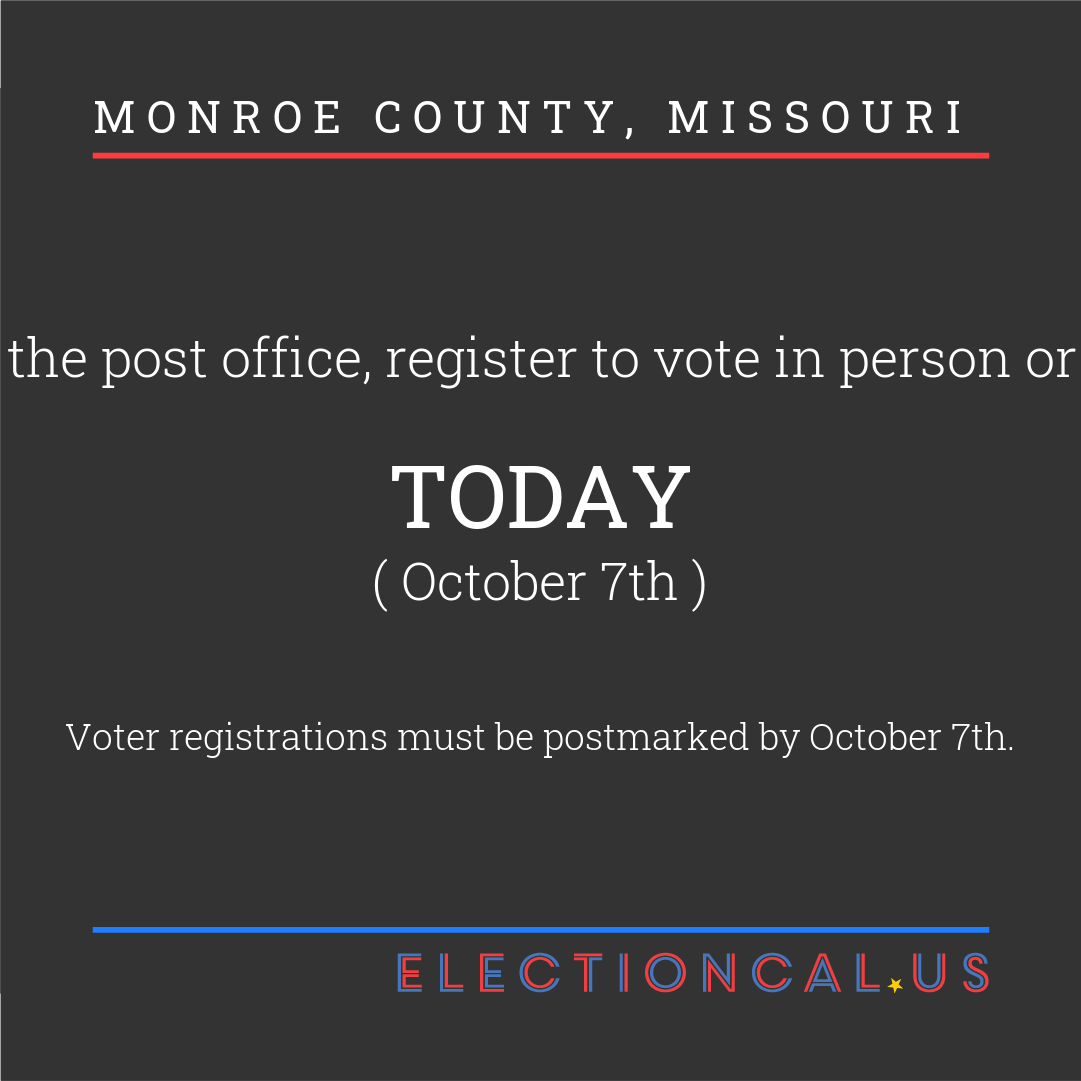 MONROE COUNTY, MISSOURI
the post office, register to vote in person or
TODAY
( October 7th )
Voter registrations must be postmarked by October 7th.
ELECTIONCAL.US